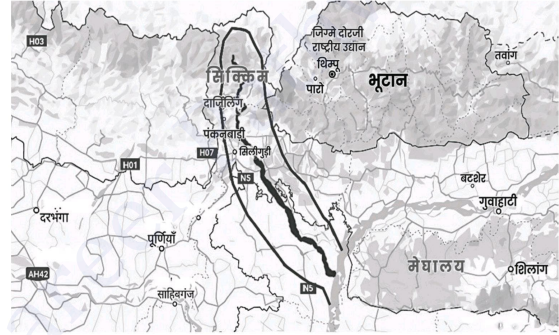 H03
सिक्किम
जिग्मे दोरजी
राष्ट्रीय उद्यान
थिम्पू
पारो
भूटान
तवांग
दार्जिलिंग
पंकनबाड़ी
H07
सिलीगुड़ी
H01
N5
बटशेर
गुवाहाटी
दरभंगा
पूर्णियाँ
मेघालय
शिलांग
AH42
साहिबगंज
N5